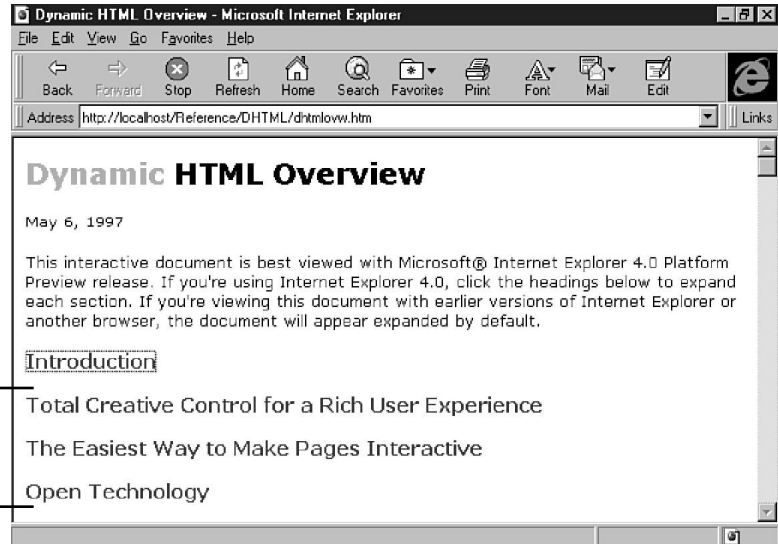 Dynamic HTML Overview - Microsoft Internet Explorer
File Edit View Go Favorites Help
Back Forward Stop Refresh Home Search Favorites Print Font Mail Edit
Address http://localhost/Reference/DHTML/dhtmlovw.htm Links
Dynamic HTML Overview
May 6, 1997
This interactive document is best viewed with Microsoft® Internet Explorer 4.0 Platform
Preview release. If you're using Internet Explorer 4.0, click the headings below to expand
each section. If you're viewing this document with earlier versions of Internet Explorer or
another browser, the document will appear expanded by default.
Introduction
Total Creative Control for a Rich User Experience
The Easiest Way to Make Pages Interactive
Open Technology